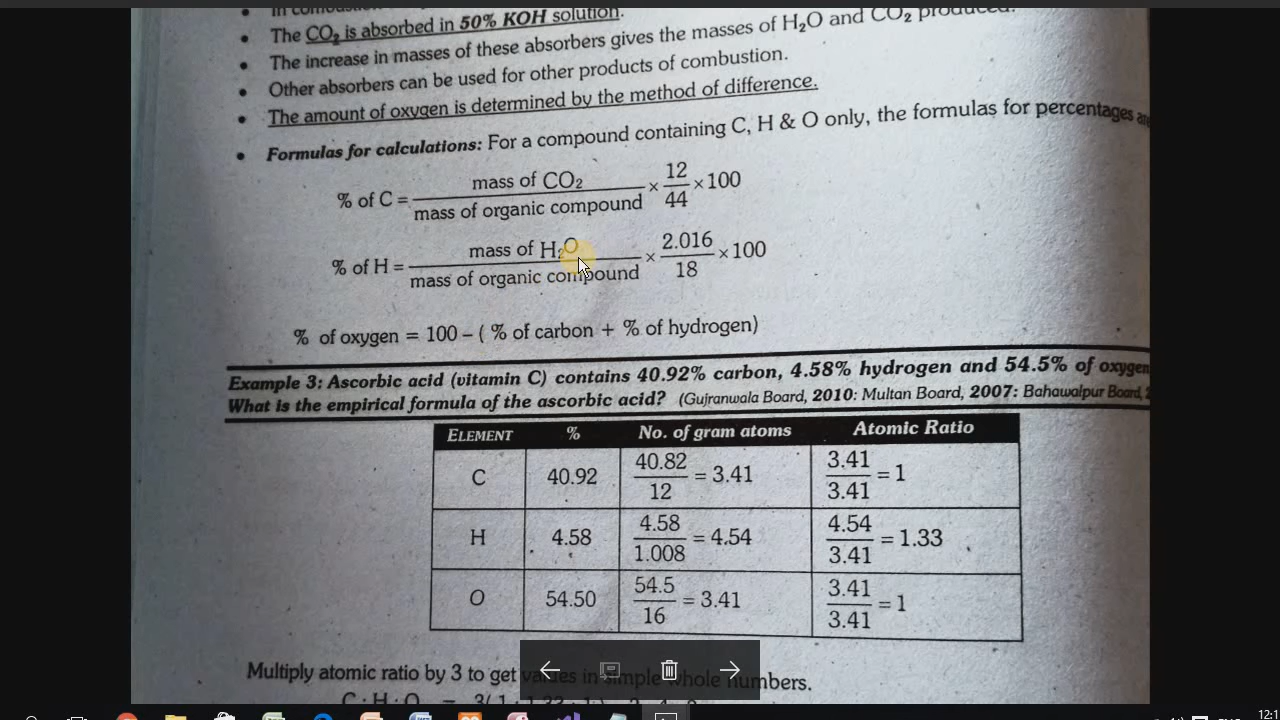 The CO₂ is absorbed in 50% KOH solution.
The increase in masses of these absorbers gives the masses of H₂O and CO₂ produced.
Other absorbers can be used for other products of combustion.
The amount of oxygen is determined by the method of difference.
Formulas for calculations: For a compound containing C, H & O only, the formulas for percentages
% of C = mass of CO₂ / mass of organic compound × 12/44 × 100
% of H = mass of H₂O / mass of organic compound × 2.016/18 × 100
% of oxygen = 100 – ( % of carbon + % of hydrogen)
Example 3: Ascorbic acid (vitamin C) contains 40.92% carbon, 4.58% hydrogen and 54.5% of oxygen
What is the empirical formula of the ascorbic acid? (Gujranwala Board, 2010: Multan Board, 2007: Bahawalpur Board,
ELEMENT % No. of gram atoms Atomic Ratio
C 40.92 40.82/12 = 3.41 3.41/3.41 = 1
H 4.58 4.58/1.008 = 4.54 4.54/3.41 = 1.33
O 54.50 54.5/16 = 3.41 3.41/3.41 = 1
Multiply atomic ratio by 3 to get values in simple whole numbers.